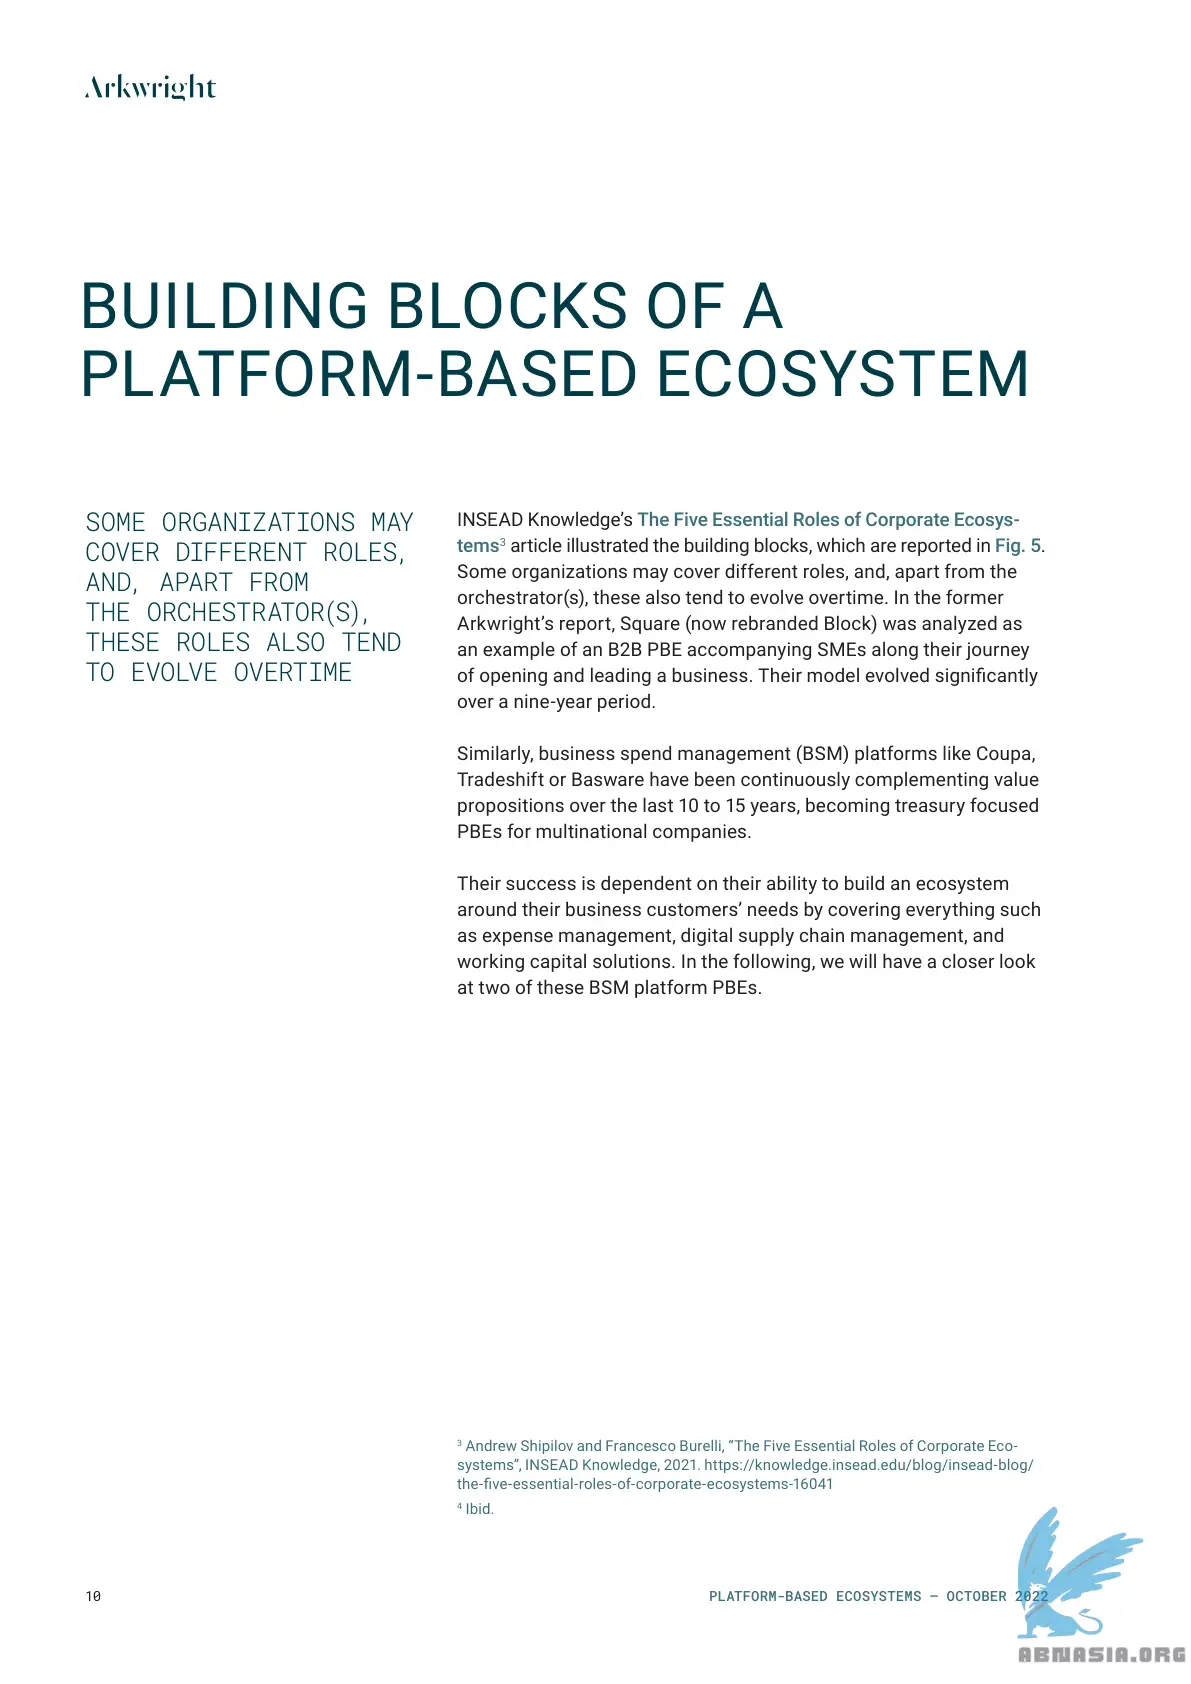 Arkwright
BUILDING BLOCKS OF A
PLATFORM-BASED ECOSYSTEM
SOME ORGANIZATIONS MAY
COVER DIFFERENT ROLES,
AND, APART FROM
THE ORCHESTRATOR(S),
THESE ROLES ALSO TEND
TO EVOLVE OVERTIME
INSEAD Knowledge’s The Five Essential Roles of Corporate Ecosys-
tems³ article illustrated the building blocks, which are reported in Fig. 5.
Some organizations may cover different roles, and, apart from the
orchestrator(s), these also tend to evolve overtime. In the former
Arkwright’s report, Square (now rebranded Block) was analyzed as
an example of an B2B PBE accompanying SMEs along their journey
of opening and leading a business. Their model evolved significantly
over a nine-year period.
Similarly, business spend management (BSM) platforms like Coupa,
Tradeshift or Basware have been continuously complementing value
propositions over the last 10 to 15 years, becoming treasury focused
PBEs for multinational companies.
Their success is dependent on their ability to build an ecosystem
around their business customers’ needs by covering everything such
as expense management, digital supply chain management, and
working capital solutions. In the following, we will have a closer look
at two of these BSM platform PBEs.
³ Andrew Shipilov and Francesco Burelli, “The Five Essential Roles of Corporate Eco-
systems”, INSEAD Knowledge, 2021. https://knowledge.insead.edu/blog/insead-blog/
the-five-essential-roles-of-corporate-ecosystems-16041
⁴ Ibid.
10
PLATFORM-BASED ECOSYSTEMS — OCTOBER 2022
ABNASIA.ORG